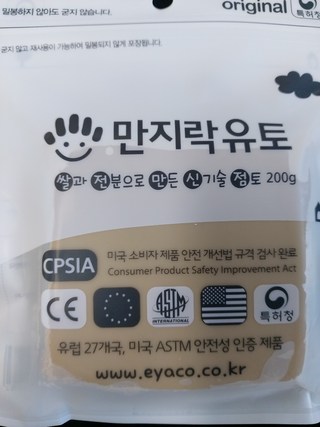 밀봉하지 않아도 굳지 않습니다.
original
특허청
굳지 않고 재사용이 가능하며 밀봉되지 않게 포장됩니다.
만지락유토
쌀과 전분으로 만든 신기술 점토 200g
CPSIA
미국 소비자 제품 안전 개선법 규격 검사 완료
Consumer Product Safety Improvement Act
CE
ASTM
INTERNATIONAL
특허청
유럽 27개국, 미국 ASTM 안전성 인증 제품
www.eyaco.co.kr